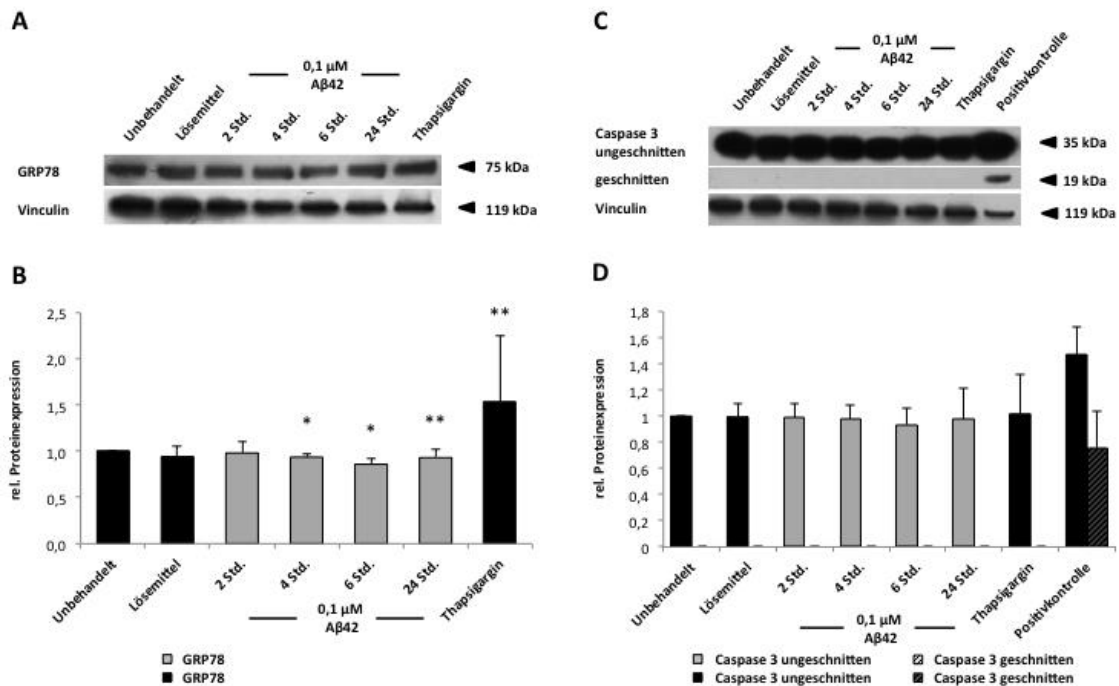 A
0,1 µM
Aβ42
Unbehandelt
Lösemittel
2 Std.
4 Std.
6 Std.
24 Std.
Thapsigargin
GRP78
75 kDa
Vinculin
119 kDa
B
rel. Proteinexpression
2,5
2,0
1,5
1,0
0,5
0,0
*
*
**
**
Unbehandelt
Lösemittel
2 Std.
4 Std.
6 Std.
24 Std.
Thapsigargin
0,1 µM
Aβ42
GRP78
GRP78
C
0,1 µM
Aβ42
Unbehandelt
Lösemittel
2 Std.
4 Std.
6 Std.
24 Std.
Thapsigargin
Positivkontrolle
Caspase 3
ungeschnitten
35 kDa
geschnitten
19 kDa
Vinculin
119 kDa
D
rel. Proteinexpression
1,8
1,6
1,4
1,2
1
0,8
0,6
0,4
0,2
0
Unbehandelt
Lösemittel
2 Std.
4 Std.
6 Std.
24 Std.
Thapsigargin
Positivkontrolle
0,1 µM
Aβ42
Caspase 3 ungeschnitten
Caspase 3 geschnitten
Caspase 3 ungeschnitten
Caspase 3 geschnitten